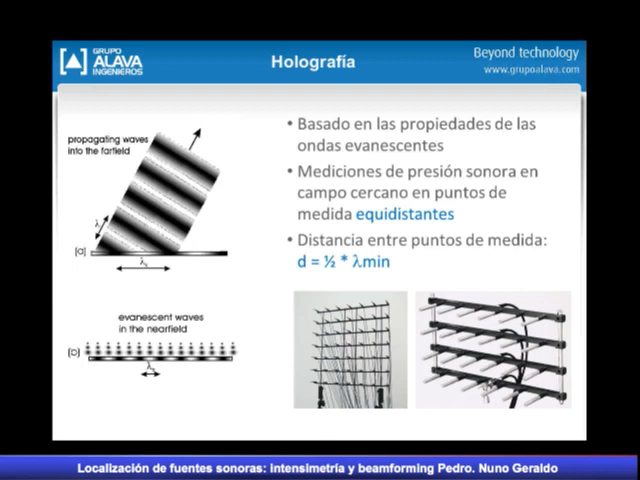 GRUPO
ALAVA
INGENIEROS
Holografía
Beyond technology
www.grupoalava.com
propagating waves
into the farfield
λ
(a)
λs
evanescent waves
in the nearfield
(b)
• Basado en las propiedades de las
ondas evanescentes
• Mediciones de presión sonora en
campo cercano en puntos de
medida equidistantes
• Distancia entre puntos de medida:
d = ½ * λmin
Localización de fuentes sonoras: intensimetría y beamforming Pedro. Nuno Geraldo